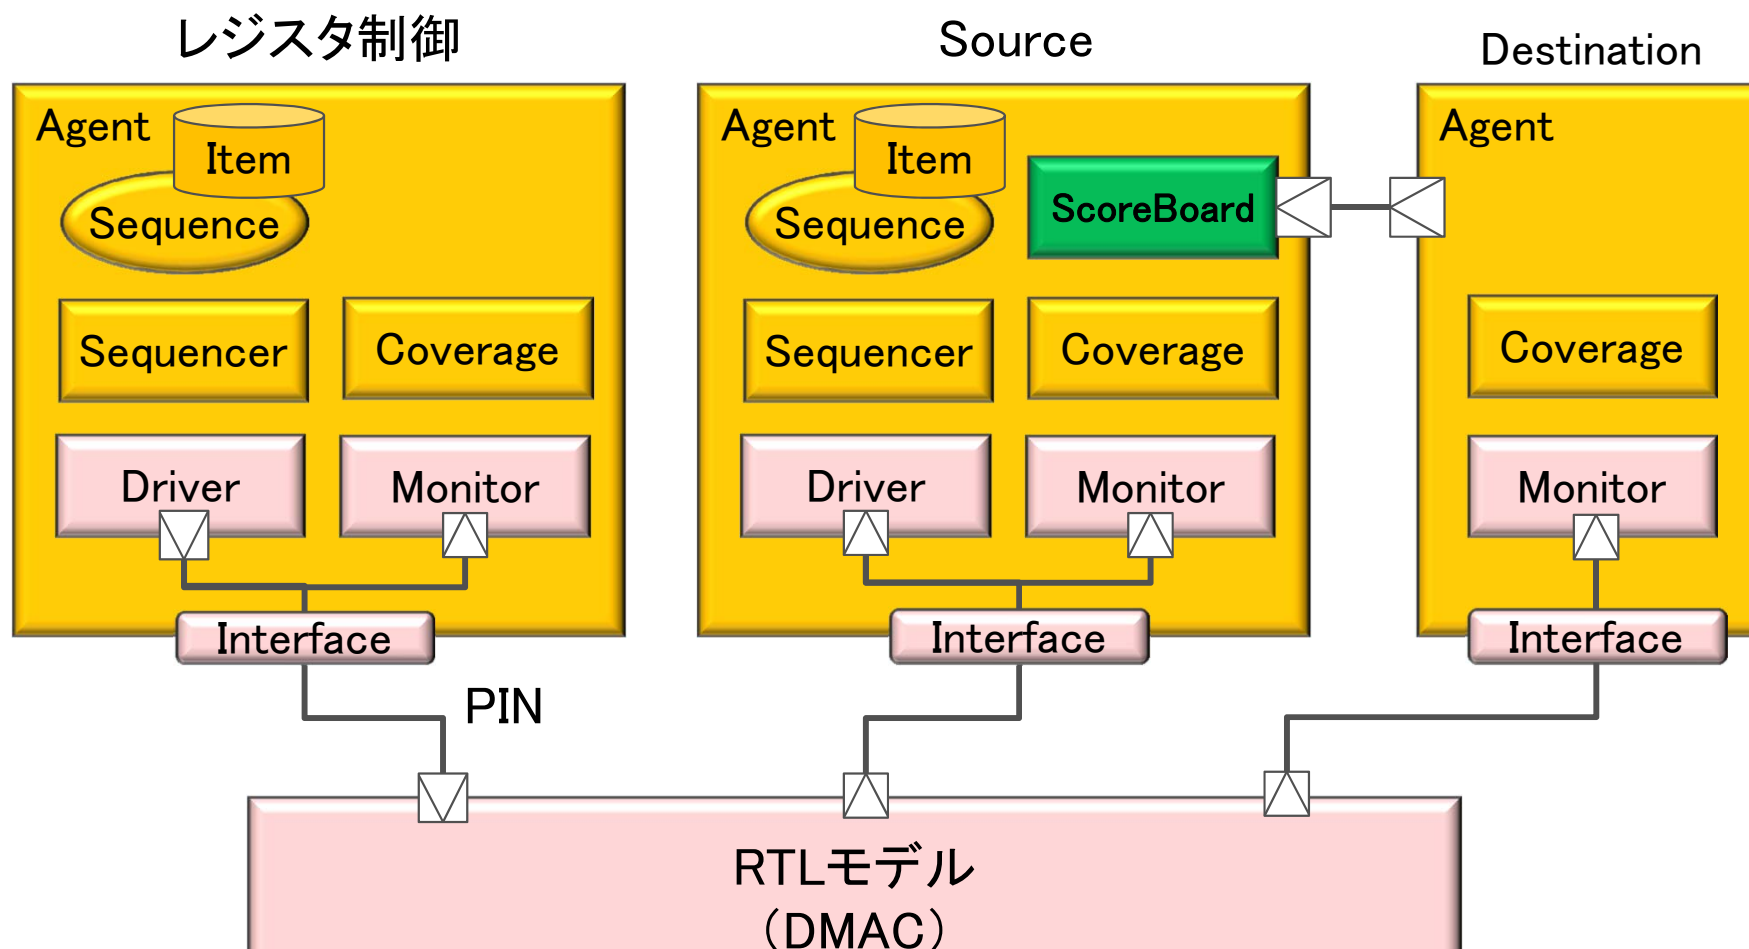 レジスタ制御
Source
Destination
Agent
Item
Sequence
Sequencer
Coverage
Driver
Monitor
Interface
Agent
Item
Sequence
ScoreBoard
Sequencer
Coverage
Driver
Monitor
Interface
Agent
Coverage
Monitor
Interface
PIN
RTLモデル
（DMAC）